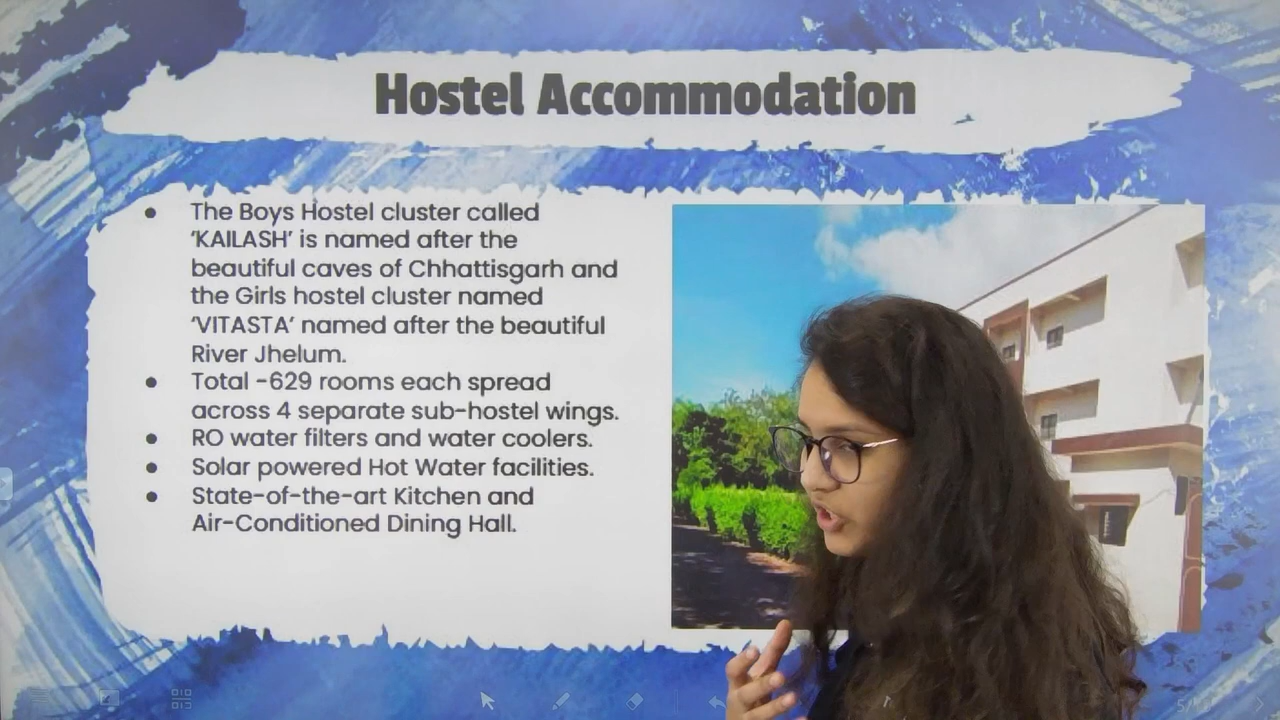 Hostel Accommodation
● The Boys Hostel cluster called
‘KAILASH’ is named after the
beautiful caves of Chhattisgarh and
the Girls hostel cluster named
‘VITASTA’ named after the beautiful
River Jhelum.
● Total -629 rooms each spread
across 4 separate sub-hostel wings.
● RO water filters and water coolers.
● Solar powered Hot Water facilities.
● State-of-the-art Kitchen and
Air-Conditioned Dining Hall.